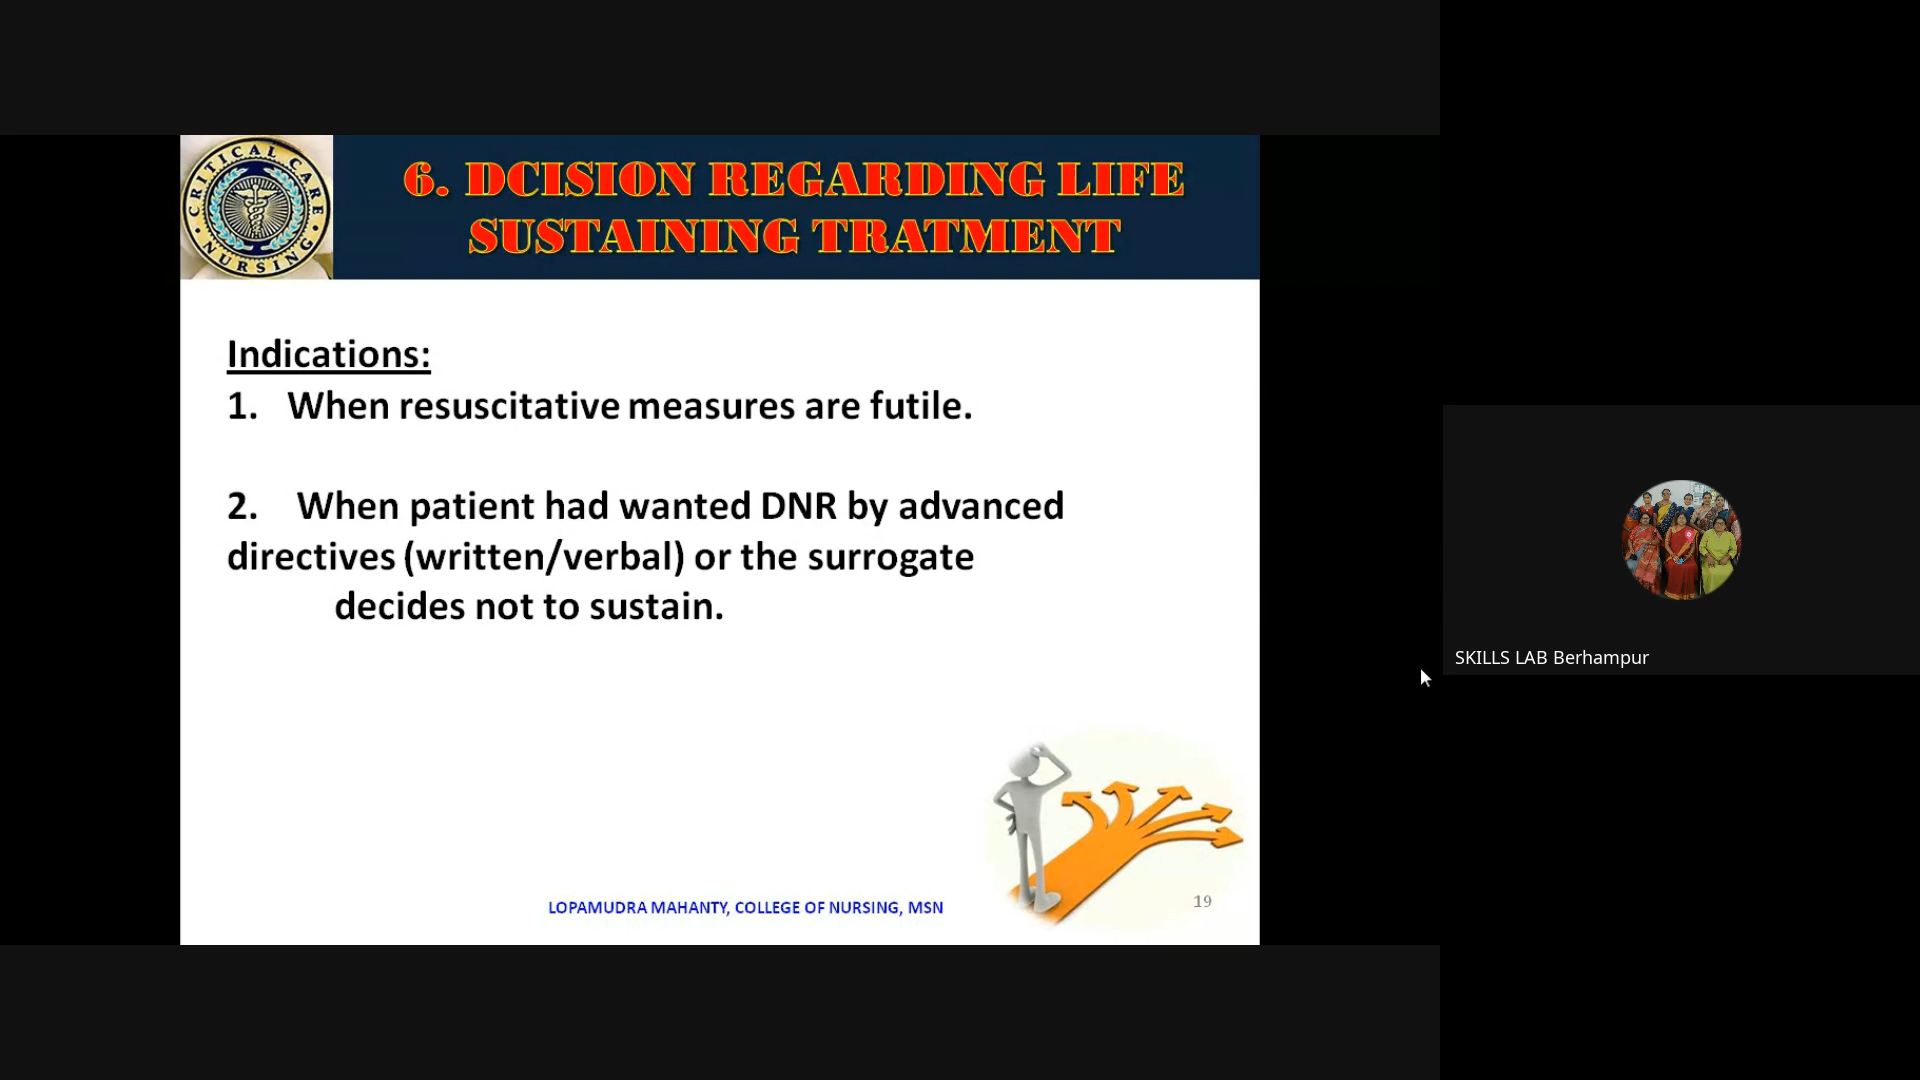 CRITICAL CARE
NURSING
6. DCISION REGARDING LIFE
SUSTAINING TRATMENT
Indications:
1. When resuscitative measures are futile.
2. When patient had wanted DNR by advanced
directives (written/verbal) or the surrogate
decides not to sustain.
LOPAMUDRA MAHANTY, COLLEGE OF NURSING, MSN
19
SKILLS LAB Berhampur